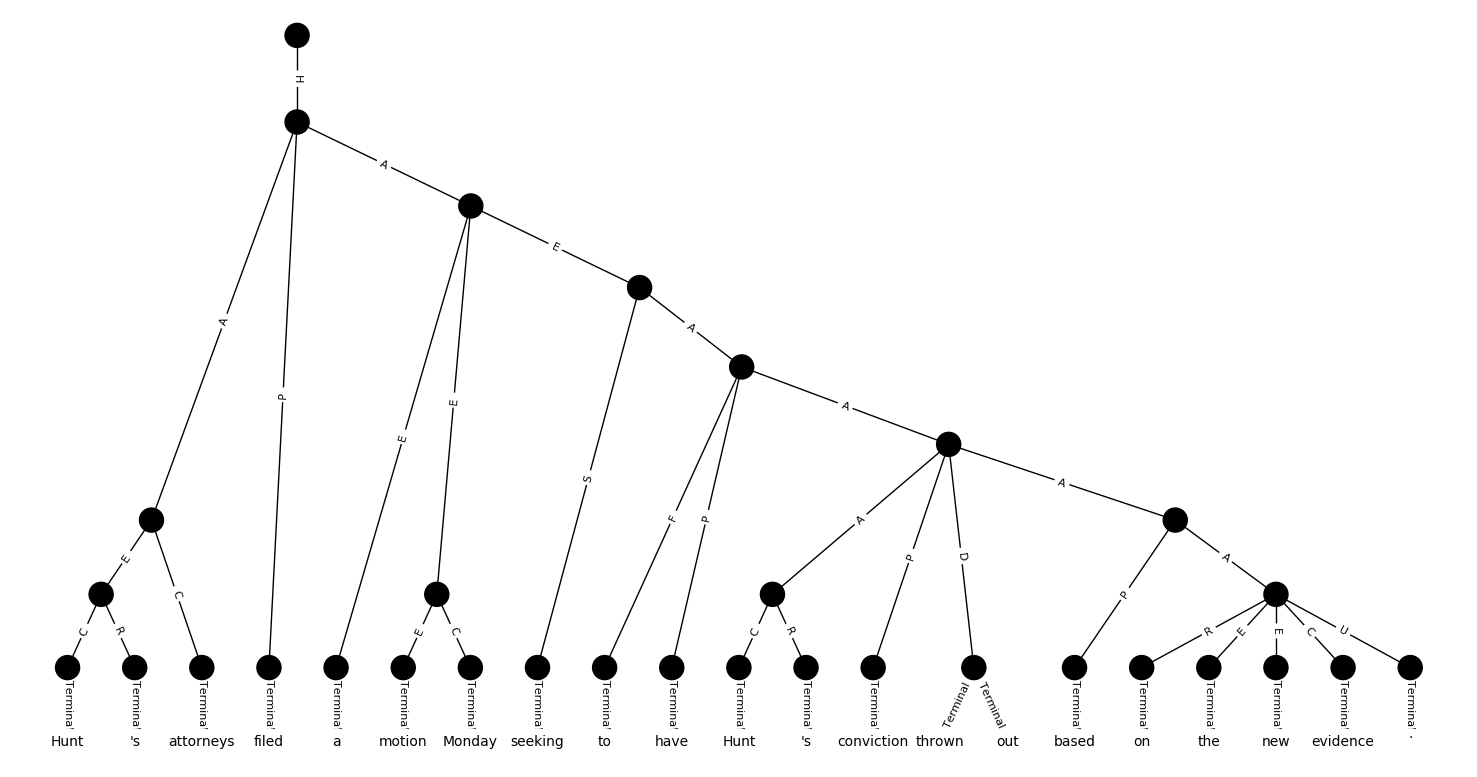 H
A
E
A
A
P
E
A
E
A
S
F
P
A
P
D
A
E
C
P
A
C
R
E
C
C
R
R
E
E
C
U
Terminal Terminal Terminal Terminal Terminal Terminal Terminal Terminal Terminal Terminal Terminal Terminal Terminal Terminal Terminal Terminal Terminal Terminal Terminal Terminal Terminal
Hunt 's attorneys filed a motion Monday seeking to have Hunt 's conviction thrown out based on the new evidence .